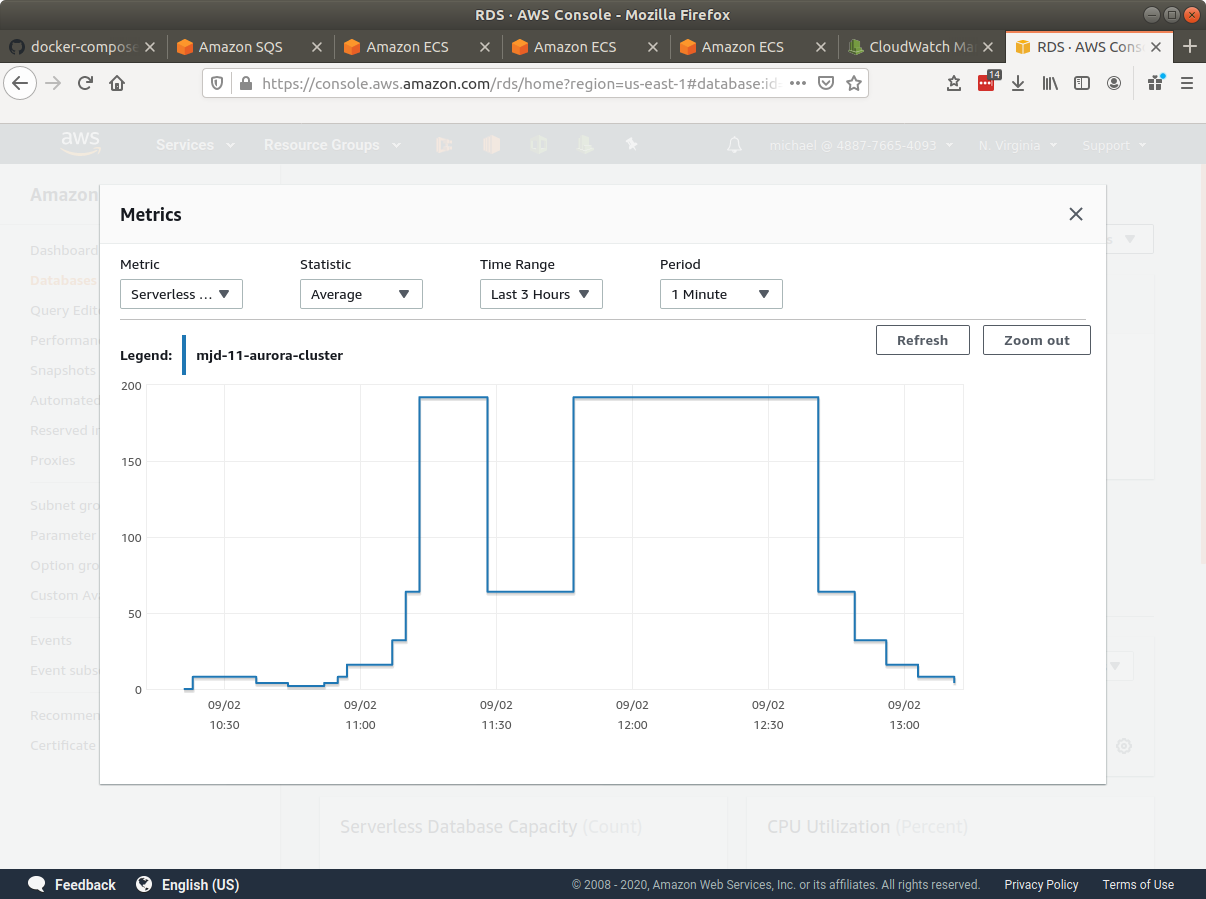 RDS · AWS Console - Mozilla Firefox
docker-compose
Amazon SQS
Amazon ECS
Amazon ECS
Amazon ECS
CloudWatch Ma
RDS · AWS Cons
https://console.aws.amazon.com/rds/home?region=us-east-1#database:id
14
aws
Services
Resource Groups
michael @ 4887-7665-4093
N. Virginia
Support
Amazon
Metrics
Dashboard
Databases
Query Edit
Performan
Snapshots
Automated
Reserved in
Proxies
Subnet gro
Parameter
Option gro
Custom Av
Events
Event subs
Recommen
Certificate
Metric
Statistic
Time Range
Period
Serverless ...
Average
Last 3 Hours
1 Minute
Refresh
Zoom out
Legend:
mjd-11-aurora-cluster
200
150
100
50
0
09/02 09/02 09/02 09/02 09/02 09/02
10:30 11:00 11:30 12:00 12:30 13:00
Serverless Database Capacity (Count)
CPU Utilization (Percent)
Feedback
English (US)
© 2008 - 2020, Amazon Web Services, Inc. or its affiliates. All rights reserved.
Privacy Policy
Terms of Use